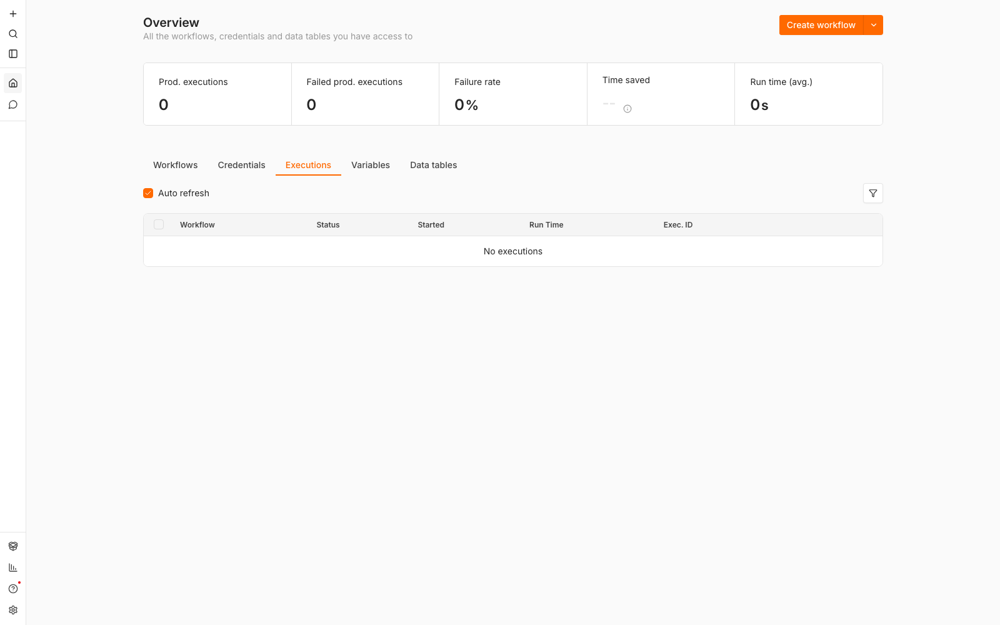 Overview
All the workflows, credentials and data tables you have access to
Create workflow
Prod. executions
0
Failed prod. executions
0
Failure rate
0%
Time saved
--
Run time (avg.)
0s
Workflows Credentials Executions Variables Data tables
Auto refresh
Workflow Status Started Run Time Exec. ID
No executions